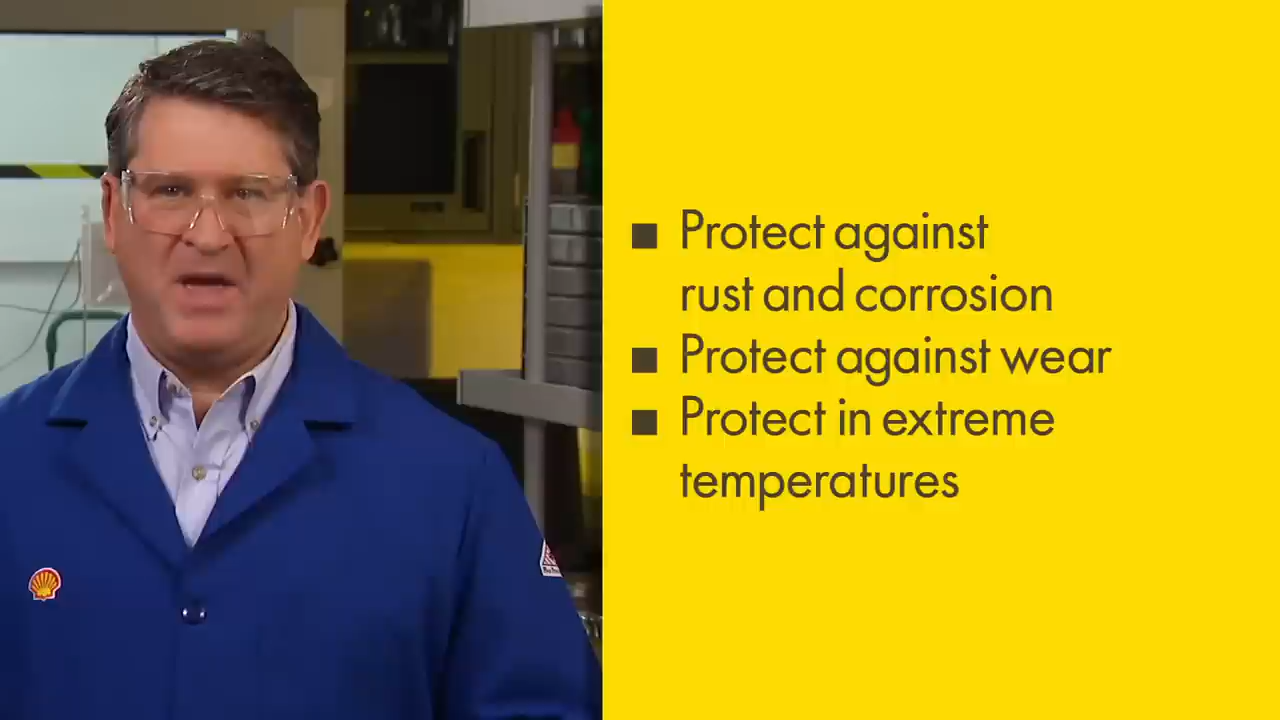 ■ Protect against
rust and corrosion
■ Protect against wear
■ Protect in extreme
temperatures